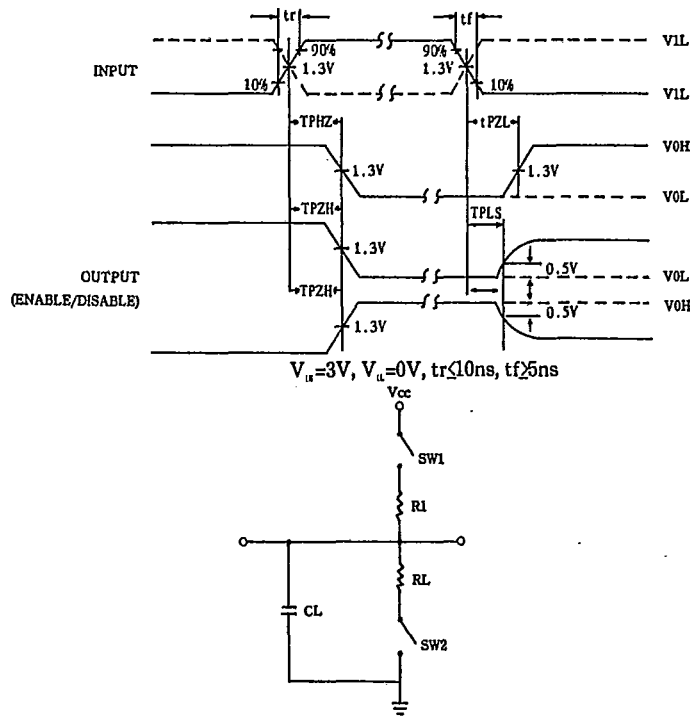 tr
tf
V1L
90%
90%
INPUT
1.3V
1.3V
10%
10%
V1L
TPHZ
tPZL
V0H
1.3V
V0L
TPZH
TPLS
1.3V
OUTPUT
(ENABLE/DISABLE)
0.5V
V0L
TPZH
V0H
0.5V
1.3V
=3V, V =0V, tr≤10ns, tf≥5ns
Vcc
SW1
R1
RL
CL
SW2